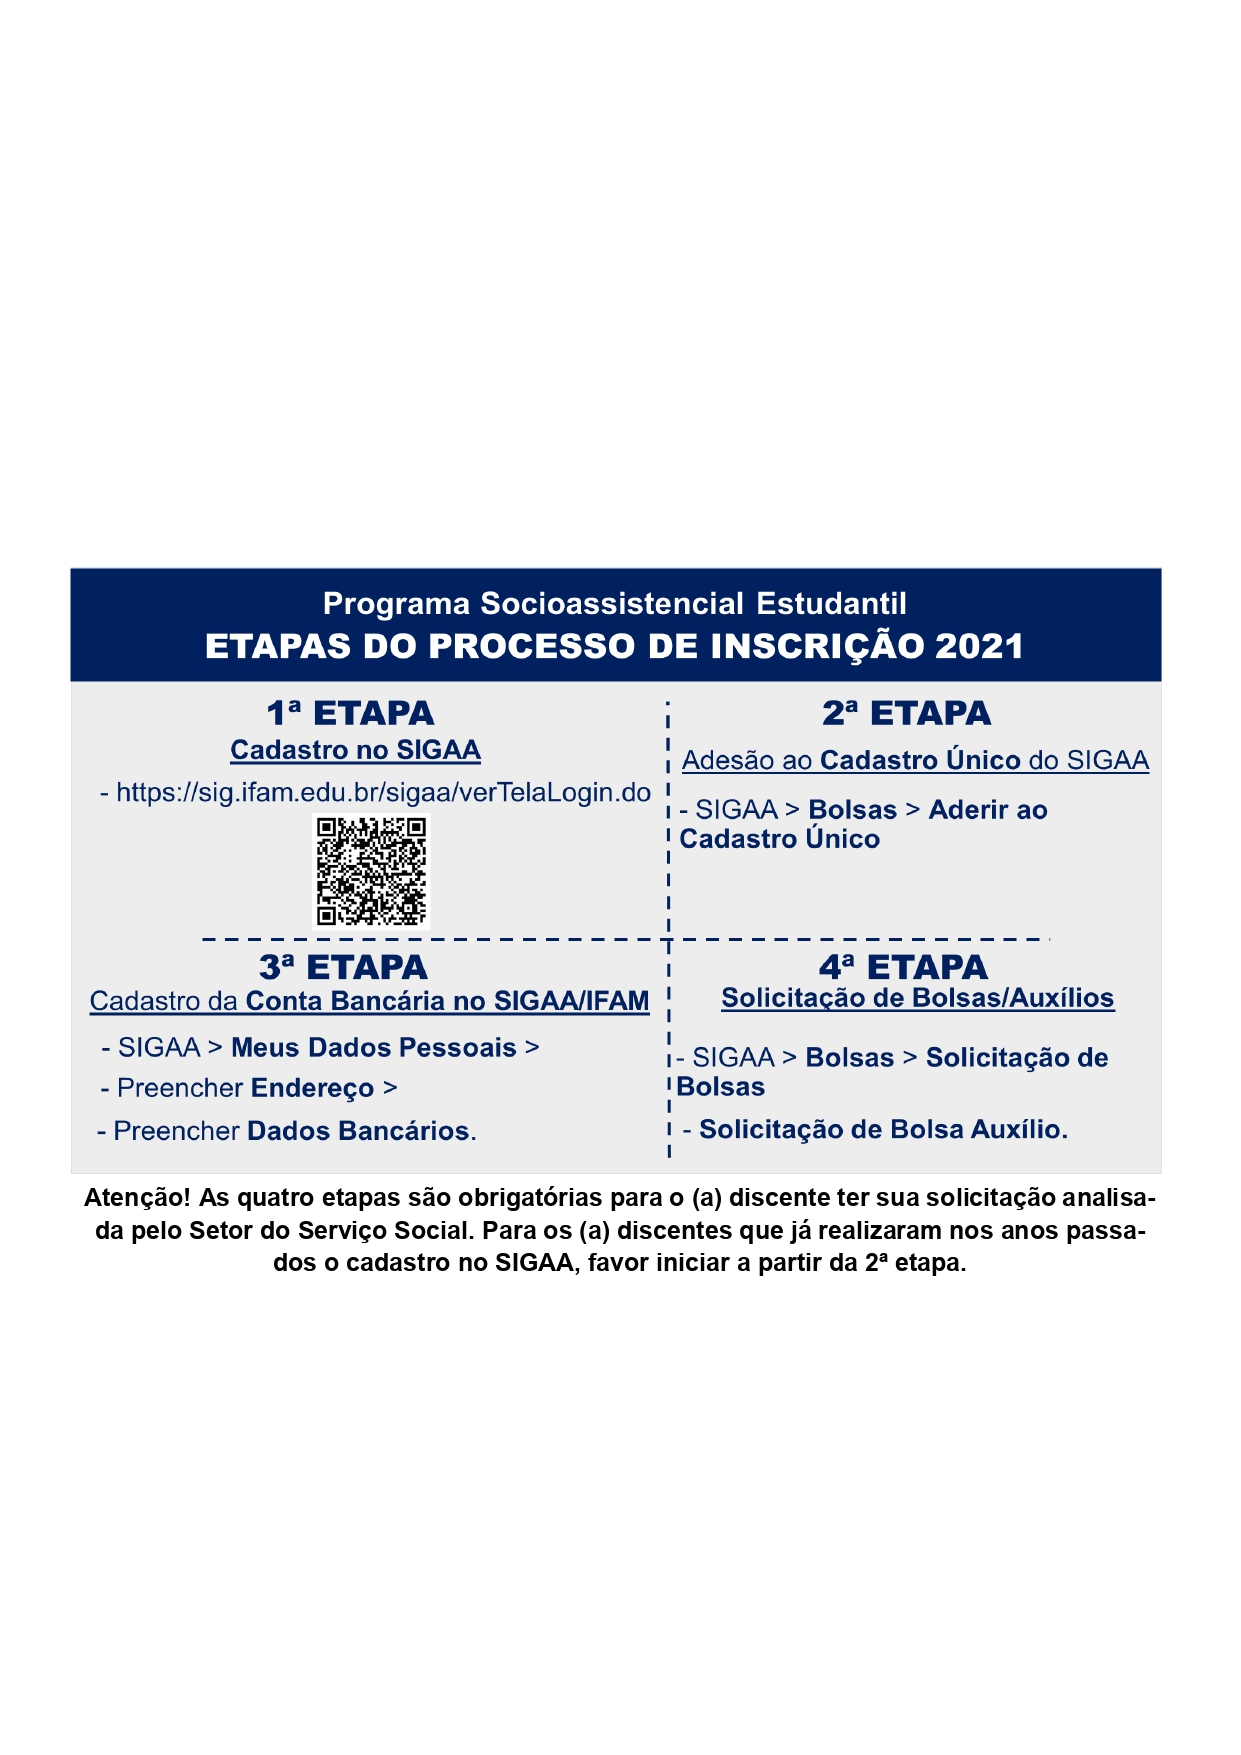 Programa Socioassistencial Estudantil
ETAPAS DO PROCESSO DE INSCRIÇÃO 2021
1ª ETAPA
Cadastro no SIGAA
- https://sig.ifam.edu.br/sigaa/verTelaLogin.do
2ª ETAPA
Adesão ao Cadastro Único do SIGAA
- SIGAA > Bolsas > Aderir ao
Cadastro Único
3ª ETAPA
Cadastro da Conta Bancária no SIGAA/IFAM
- SIGAA > Meus Dados Pessoais >
- Preencher Endereço >
- Preencher Dados Bancários.
4ª ETAPA
Solicitação de Bolsas/Auxílios
- SIGAA > Bolsas > Solicitação de
Bolsas
- Solicitação de Bolsa Auxílio.
Atenção! As quatro etapas são obrigatórias para o (a) discente ter sua solicitação analisa-
da pelo Setor do Serviço Social. Para os (a) discentes que já realizaram nos anos passa-
dos o cadastro no SIGAA, favor iniciar a partir da 2ª etapa.